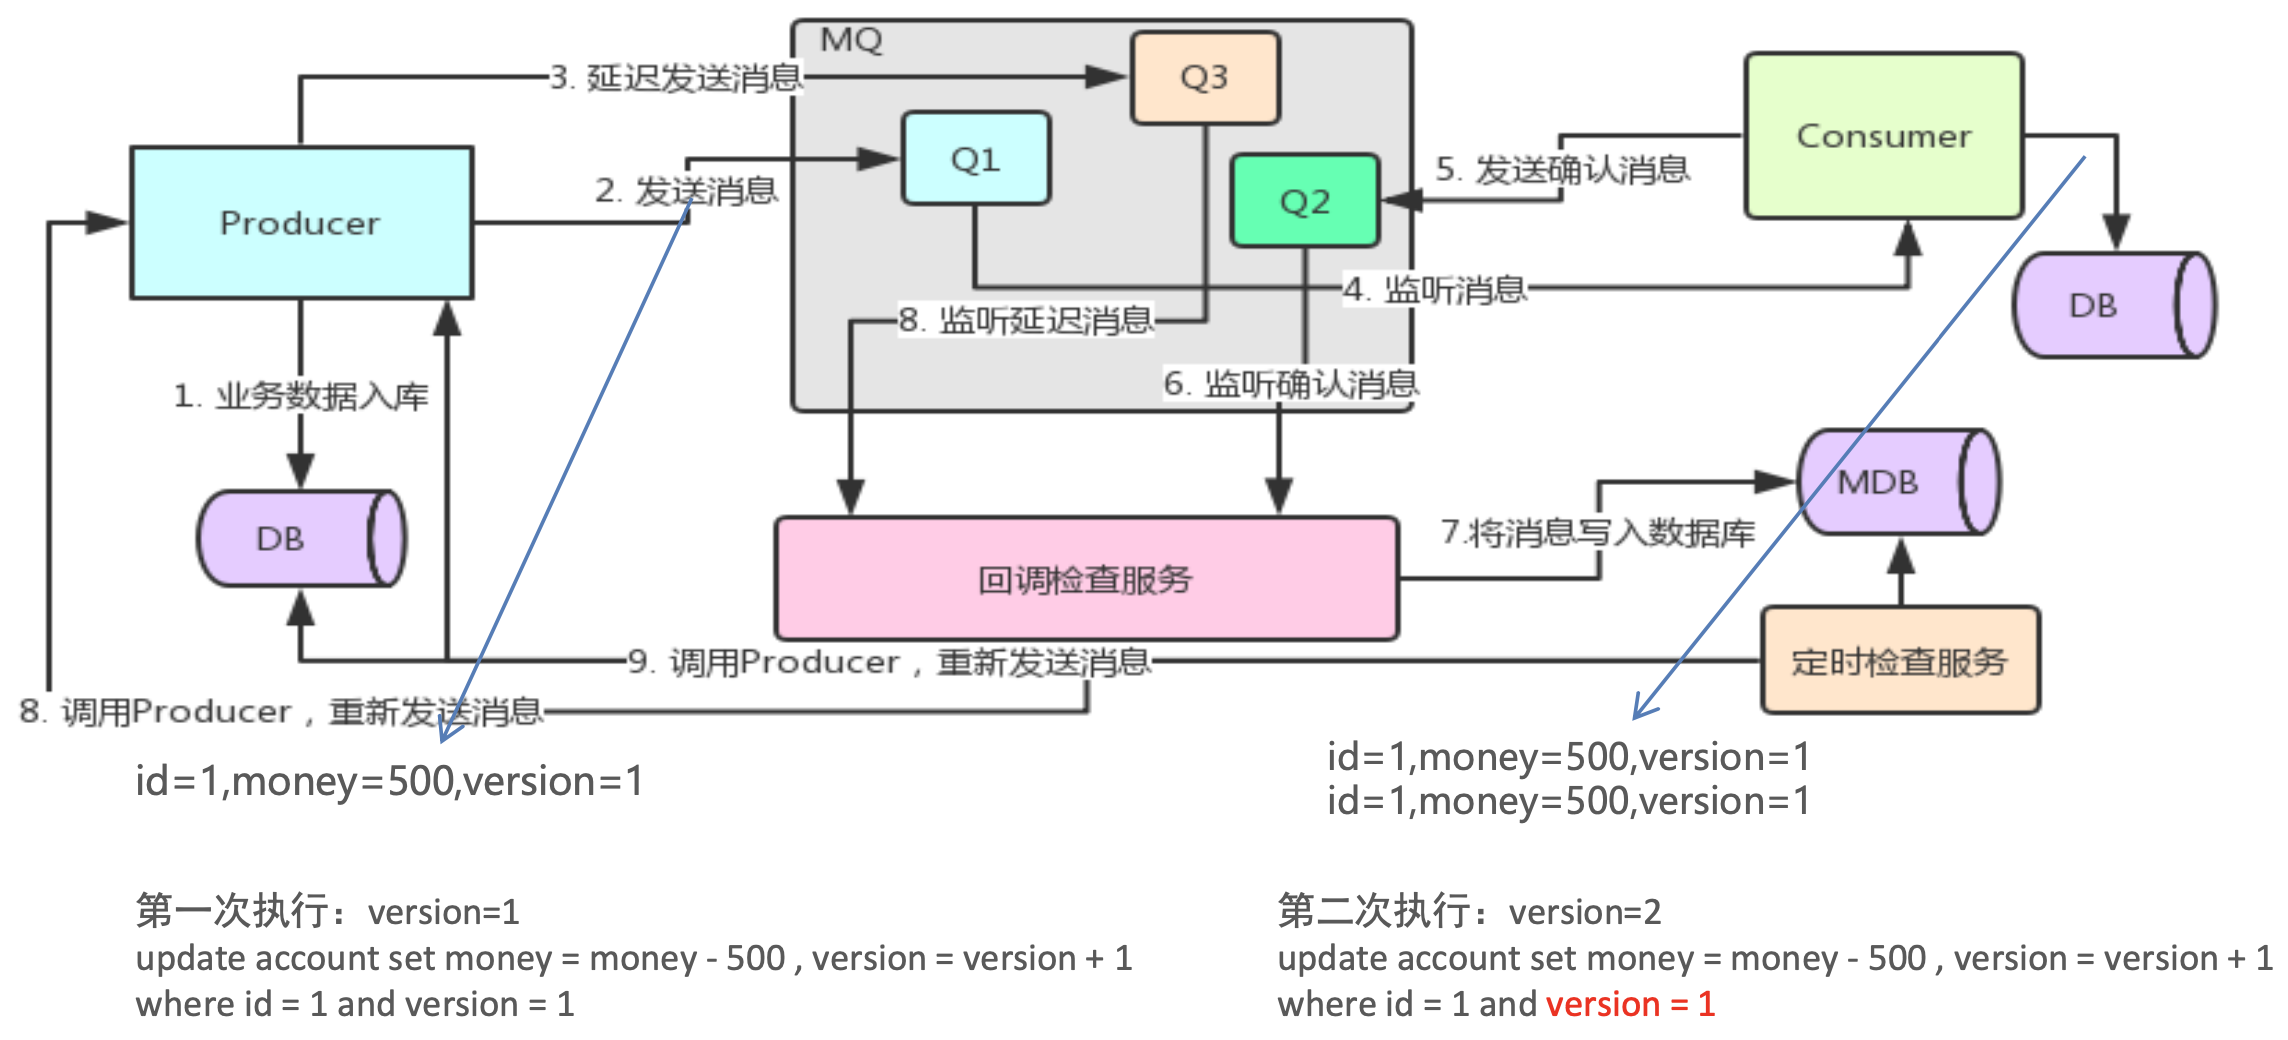 MQ
3. 延迟发送消息
Q3
Q1
Consumer
2. 发送消息
5. 发送确认消息
Q2
Producer
4. 监听消息
DB
8. 监听延迟消息
1. 业务数据入库
6. 监听确认消息
MDB
DB
7.将消息写入数据库
回调检查服务
9. 调用Producer，重新发送消息
定时检查服务
8. 调用Producer，重新发送消息
id=1,money=500,version=1
id=1,money=500,version=1
id=1,money=500,version=1
第一次执行：version=1
update account set money = money - 500 , version = version + 1
where id = 1 and version = 1
第二次执行：version=2
update account set money = money - 500 , version = version + 1
where id = 1 and version = 1